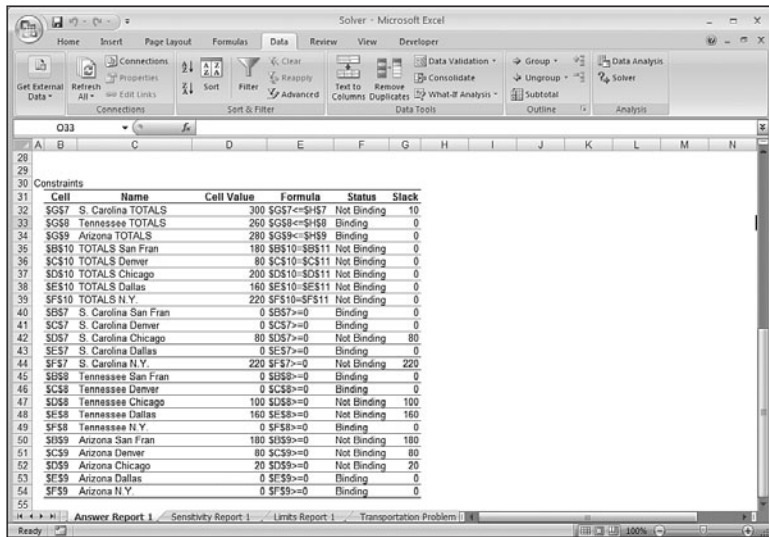 Solver - Microsoft Excel
Home Insert Page Layout Formulas Data Review View Developer
Get External Data
Refresh All
Connections
Properties
Edit Links
Connections
Sort
Filter
Clear
Reapply
Advanced
Sort & Filter
Text to Columns
Remove Duplicates
Data Validation
Consolidate
What-If Analysis
Data Tools
Group
Ungroup
Subtotal
Outline
Data Analysis
Solver
Analysis
O33 fx
A B C D E F G H I J K L M N
28
29
30 Constraints
31 Cell Name Cell Value Formula Status Slack
32 $G$7 S. Carolina TOTALS 300 $G$7<=$H$7 Not Binding 10
33 $G$8 Tennessee TOTALS 260 $G$8<=$H$8 Binding 0
34 $G$9 Arizona TOTALS 280 $G$9<=$H$9 Binding 0
35 $B$10 TOTALS San Fran 180 $B$10=$B$11 Not Binding 0
36 $C$10 TOTALS Denver 80 $C$10=$C$11 Not Binding 0
37 $D$10 TOTALS Chicago 200 $D$10=$D$11 Not Binding 0
38 $E$10 TOTALS Dallas 160 $E$10=$E$11 Not Binding 0
39 $F$10 TOTALS N.Y. 220 $F$10=$F$11 Not Binding 0
40 $B$7 S. Carolina San Fran 0 $B$7>=0 Binding 0
41 $C$7 S. Carolina Denver 0 $C$7>=0 Binding 0
42 $D$7 S. Carolina Chicago 80 $D$7>=0 Not Binding 80
43 $E$7 S. Carolina Dallas 0 $E$7>=0 Binding 0
44 $F$7 S. Carolina N.Y. 220 $F$7>=0 Not Binding 220
45 $B$8 Tennessee San Fran 0 $B$8>=0 Binding 0
46 $C$8 Tennessee Denver 0 $C$8>=0 Binding 0
47 $D$8 Tennessee Chicago 100 $D$8>=0 Not Binding 100
48 $E$8 Tennessee Dallas 160 $E$8>=0 Not Binding 160
49 $F$8 Tennessee N.Y. 0 $F$8>=0 Binding 0
50 $B$9 Arizona San Fran 180 $B$9>=0 Not Binding 180
51 $C$9 Arizona Denver 80 $C$9>=0 Not Binding 80
52 $D$9 Arizona Chicago 20 $D$9>=0 Not Binding 20
53 $E$9 Arizona Dallas 0 $E$9>=0 Binding 0
54 $F$9 Arizona N.Y. 0 $F$9>=0 Binding 0
55
Answer Report 1 Sensitivity Report 1 Limits Report 1 Transportation Problem
Ready 100%